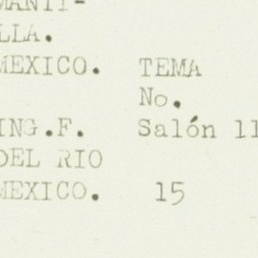 MANTI-
LLA.
MEXICO. TEMA
No.
ING.F. Salón 11
DEL RIO
MEXICO. 15